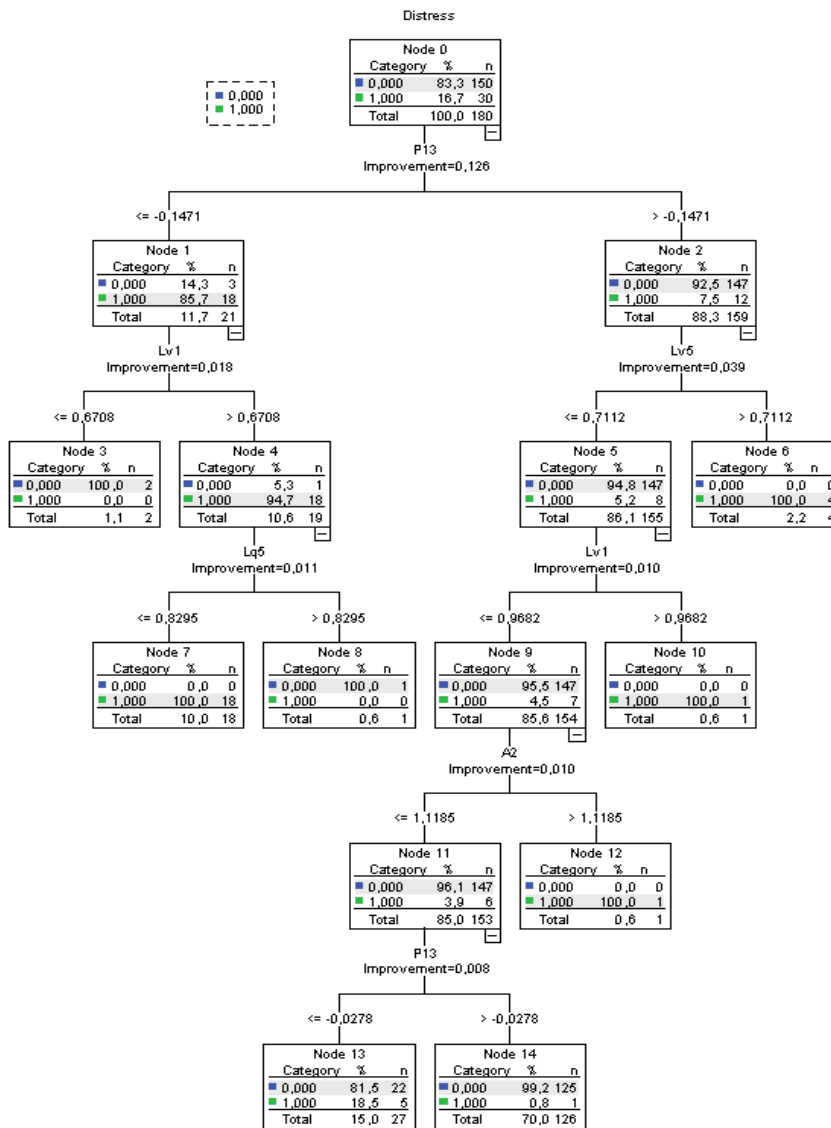 Distress
Node 0
Category % n
0,000 83,3 150
1,000 16,7 30
Total 100,0 180
0,000
1,000
P13
Improvement=0,126
<= -0,1471
> -0,1471
Node 1
Category % n
0,000 14,3 3
1,000 85,7 18
Total 11,7 21
Node 2
Category % n
0,000 92,5 147
1,000 7,5 12
Total 88,3 159
Lv1
Improvement=0,018
Lv5
Improvement=0,039
<= 0,6708
> 0,6708
<= 0,7112
> 0,7112
Node 3
Category % n
0,000 100,0 2
1,000 0,0 0
Total 1,1 2
Node 4
Category % n
0,000 5,3 1
1,000 94,7 18
Total 10,6 19
Node 5
Category % n
0,000 94,8 147
1,000 5,2 8
Total 86,1 155
Node 6
Category % n
0,000 0,0 0
1,000 100,0 4
Total 2,2 4
Lq5
Improvement=0,011
Lv1
Improvement=0,010
<= 0,8295
> 0,8295
<= 0,9682
> 0,9682
Node 7
Category % n
0,000 0,0 0
1,000 100,0 18
Total 10,0 18
Node 8
Category % n
0,000 100,0 1
1,000 0,0 0
Total 0,6 1
Node 9
Category % n
0,000 95,5 147
1,000 4,5 7
Total 85,6 154
Node 10
Category % n
0,000 0,0 0
1,000 100,0 1
Total 0,6 1
A2
Improvement=0,010
<= 1,1185
> 1,1185
Node 11
Category % n
0,000 96,1 147
1,000 3,9 6
Total 85,0 153
Node 12
Category % n
0,000 0,0 0
1,000 100,0 1
Total 0,6 1
P13
Improvement=0,008
<= -0,0278
> -0,0278
Node 13
Category % n
0,000 81,5 22
1,000 18,5 5
Total 15,0 27
Node 14
Category % n
0,000 99,2 125
1,000 0,8 1
Total 70,0 126